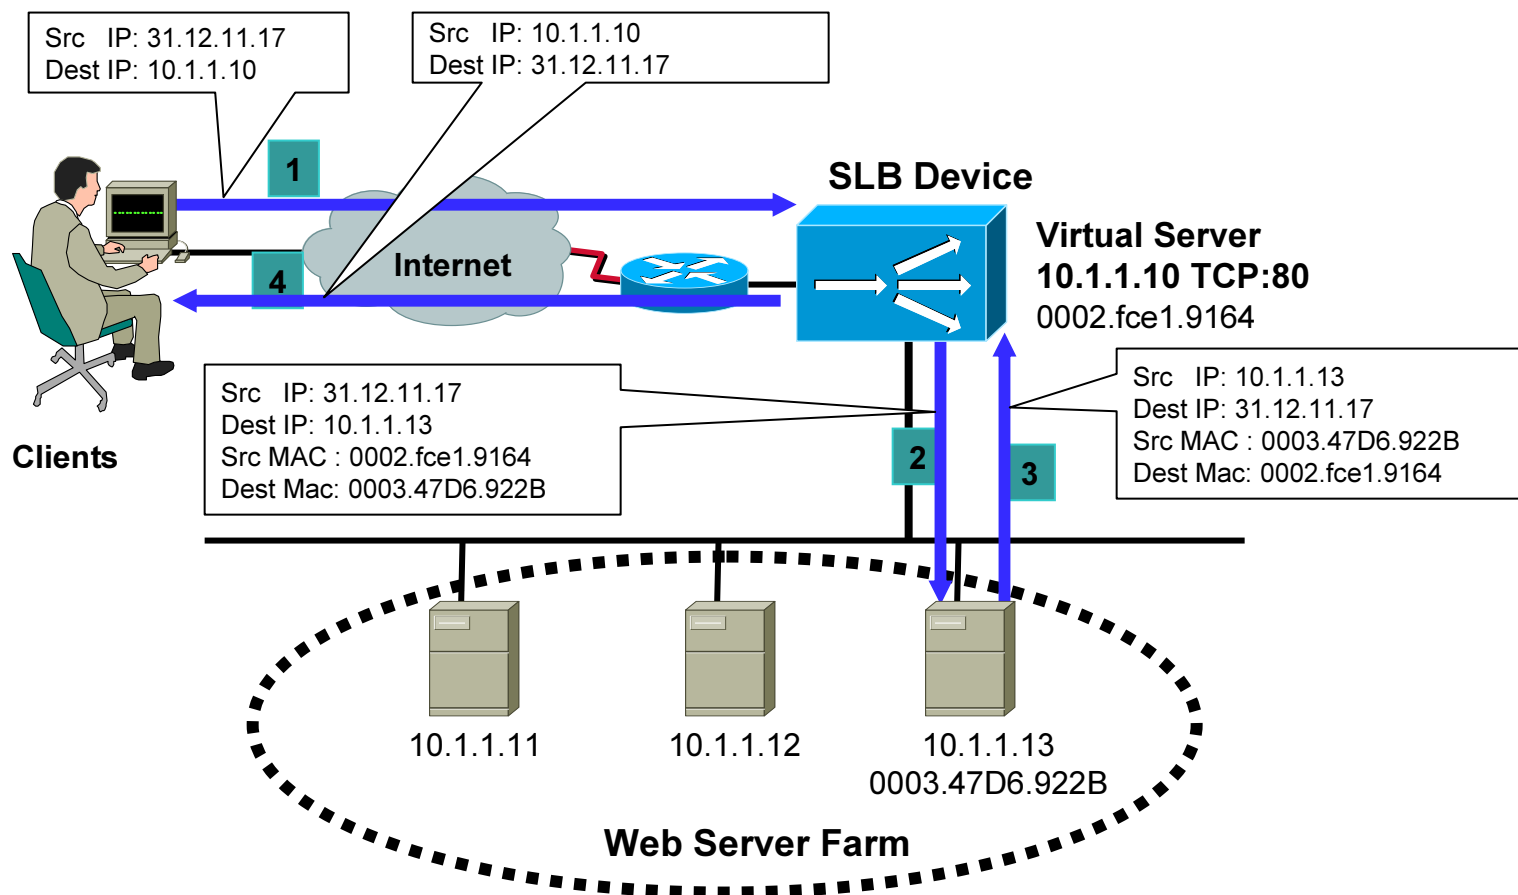 Src IP: 31.12.11.17
Dest IP: 10.1.1.10
Src IP: 10.1.1.10
Dest IP: 31.12.11.17
1
SLB Device
Virtual Server
10.1.1.10 TCP:80
0002.fce1.9164
Internet
4
Clients
Src IP: 31.12.11.17
Dest IP: 10.1.1.13
Src MAC : 0002.fce1.9164
Dest Mac: 0003.47D6.922B
2
3
Src IP: 10.1.1.13
Dest IP: 31.12.11.17
Src MAC : 0003.47D6.922B
Dest Mac: 0002.fce1.9164
10.1.1.11
10.1.1.12
10.1.1.13
0003.47D6.922B
Web Server Farm